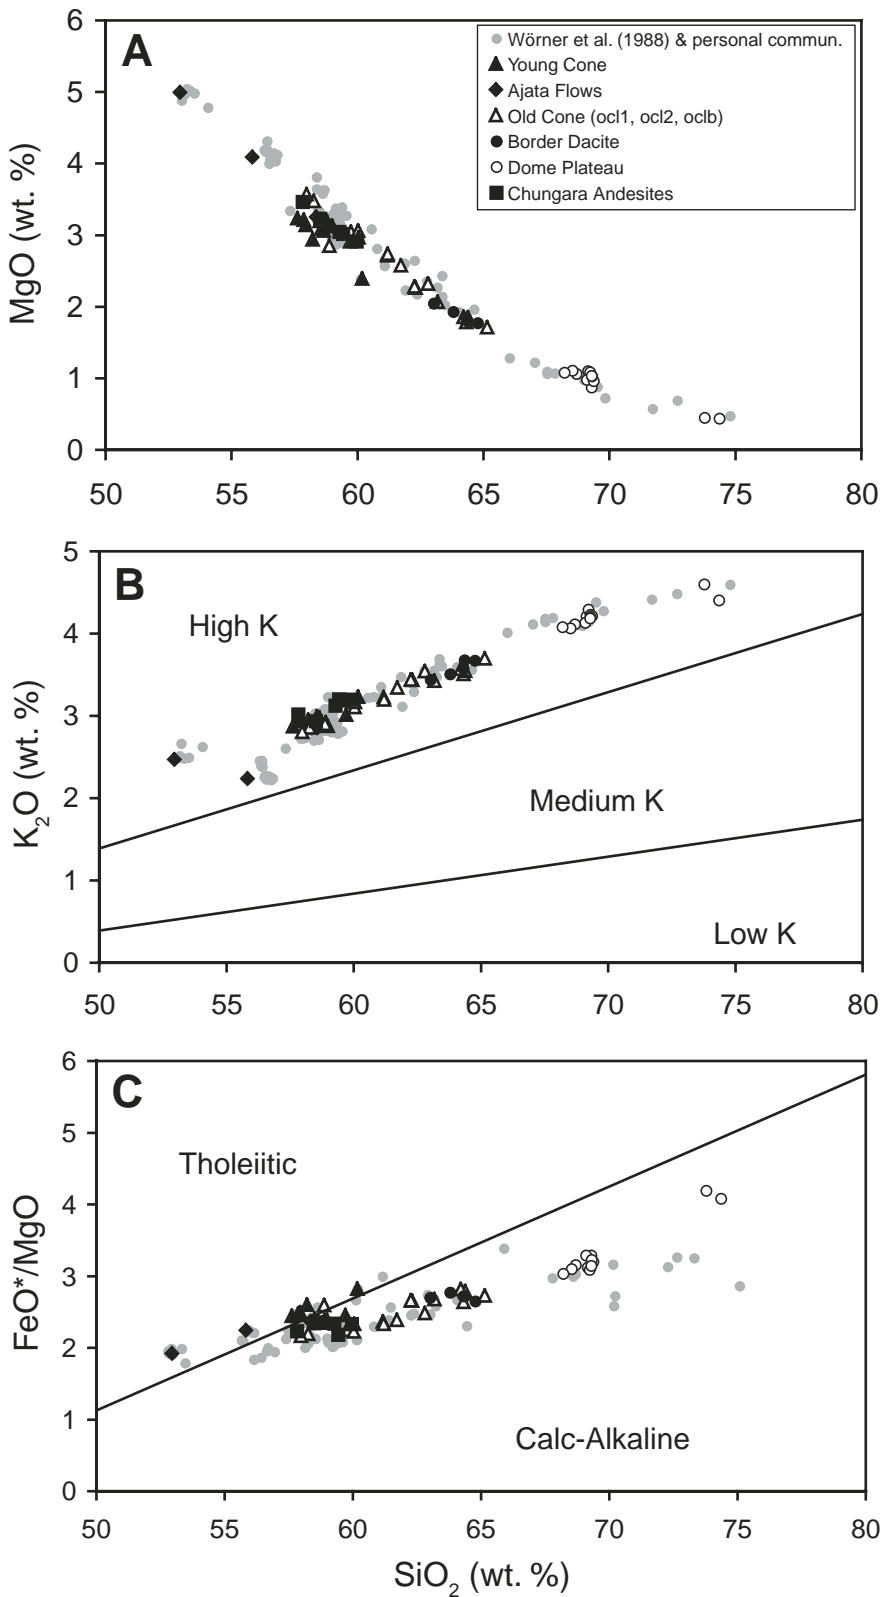 A
MgO (wt. %)
6
5
4
3
2
1
0
50 55 60 65 70 75 80
Wörner et al. (1988) & personal commun.
Young Cone
Ajata Flows
Old Cone (ocl1, ocl2, oclb)
Border Dacite
Dome Plateau
Chungara Andesites
B
K2O (wt. %)
5
4
3
2
1
0
High K
Medium K
Low K
50 55 60 65 70 75 80
C
FeO*/MgO
6
5
4
3
2
1
0
Tholeiitic
Calc-Alkaline
50 55 60 65 70 75 80
SiO2 (wt. %)